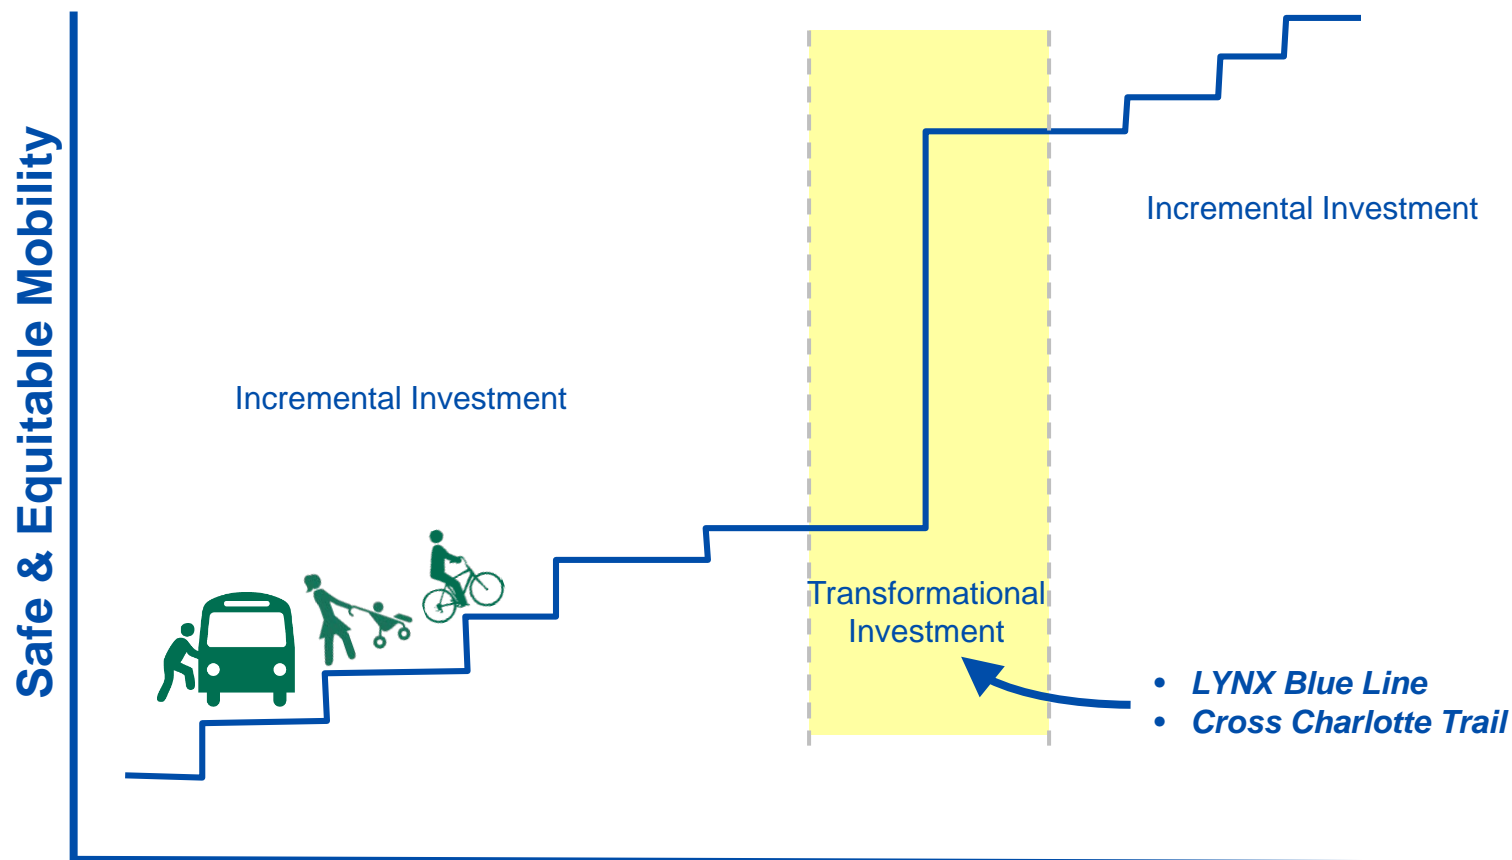 Safe & Equitable Mobility
Incremental Investment
Incremental Investment
Transformational
Investment
• LYNX Blue Line
• Cross Charlotte Trail